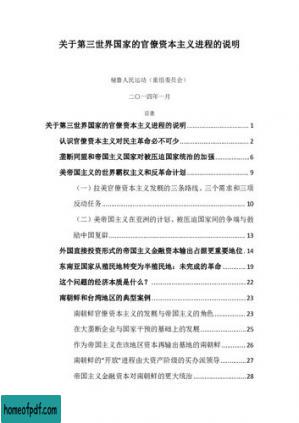 关于第三世界国家的官僚资本主义进程的说明
秘鲁人民运动（重组委员会）
二〇一四年一月
目录
关于第三世界国家的官僚资本主义进程的说明 ........ 1
认识官僚资本主义对民主革命必不可少 ........ 2
垄断同盟和帝国主义国家对被压迫国家统治的加强 ........ 6
美帝国主义的世界霸权主义和反革命计划 ........ 9
（一）拉美官僚资本主义发展的三条路线，三个需求和三项
反动任务 ........ 10
（二）美帝国主义在亚洲的计划，被压迫国家间的争端与鼓
动中国复辟 ........ 13
外国直接投资形式的帝国主义金融资本输出占据更重要地位 . 14
东南亚国家从殖民地转变为半殖民地：未完成的革命 ........ 19
这个问题的经济本质是什么？ ........ 21
南朝鲜和台湾地区的典型案例 ........ 23
南朝鲜官僚资本主义的发展与帝国主义的角色 ........ 23
在大垄断企业与国家干预的基础上的发展 ........ 23
作为帝国主义在该地区资本再输出基地的南朝鲜 ........ 24
南朝鲜的“开放”进程由大资产阶级的买办派领导 ........ 27
帝国主义金融资本对南朝鲜的更大统治 ........ 28
homeofpdf.com